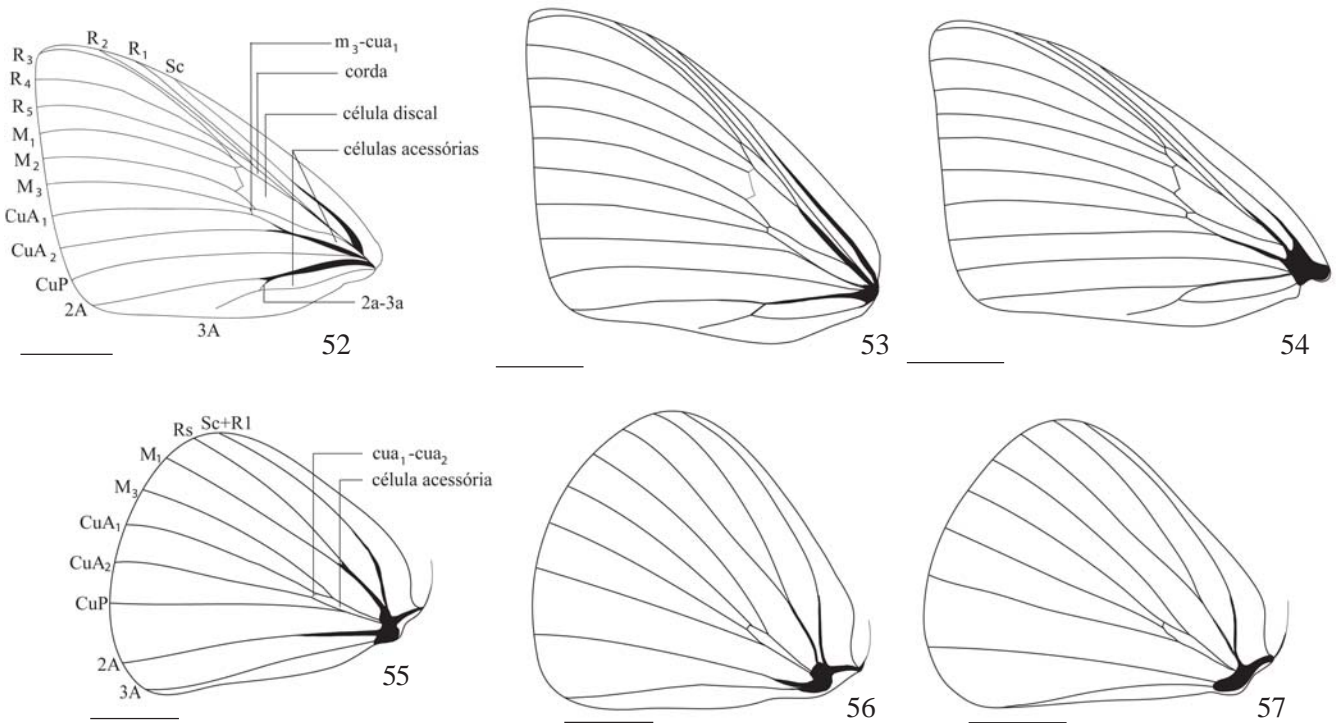 R₃
R₂
R₁
Sc
R₄
R₅
M₁
M₂
M₃
CuA₁
CuA₂
CuP
2A
3A
m₃-cua₁
corda
célula discal
células acessórias
2a-3a
52
53
54
Rs
Sc+R1
M₁
M₃
CuA₁
CuA₂
CuP
2A
3A
cua₁-cua₂
célula acessória
55
56
57